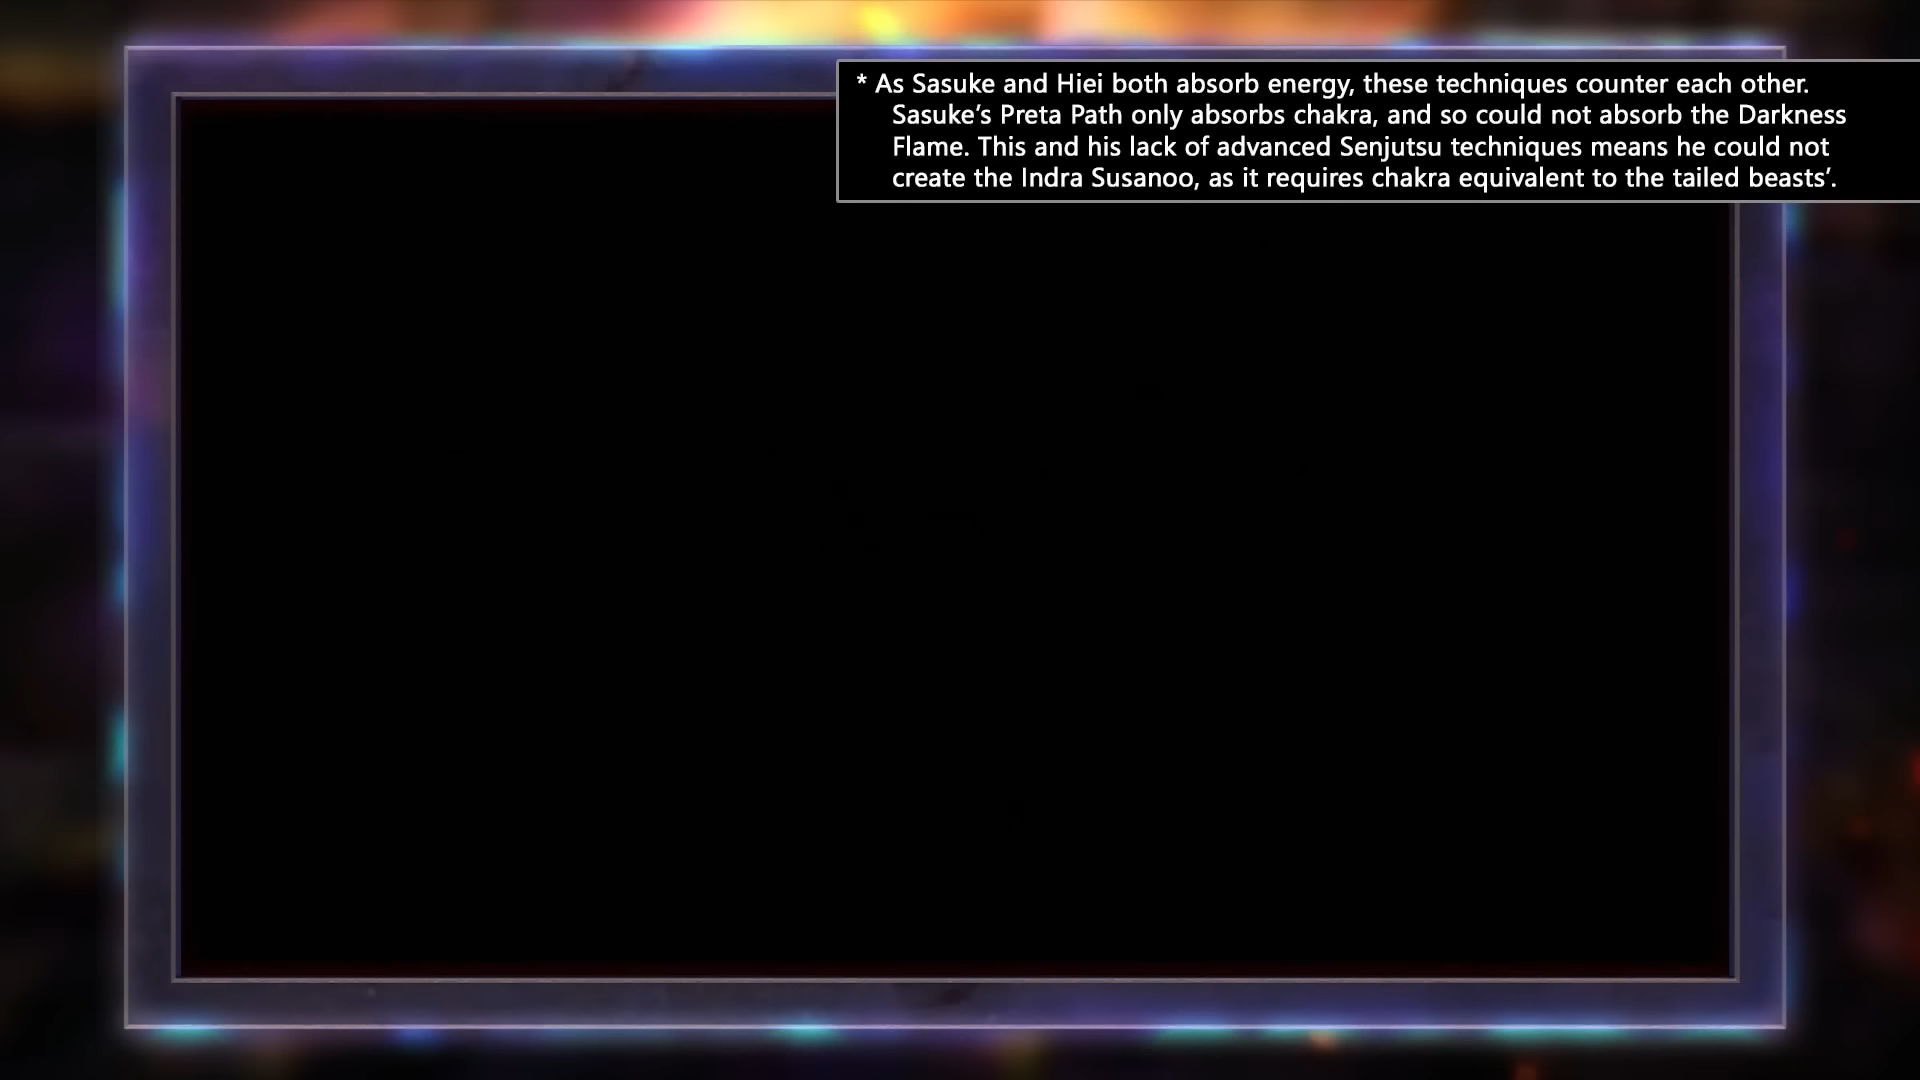 * As Sasuke and Hiei both absorb energy, these techniques counter each other.
Sasuke’s Preta Path only absorbs chakra, and so could not absorb the Darkness
Flame. This and his lack of advanced Senjutsu techniques means he could not
create the Indra Susanoo, as it requires chakra equivalent to the tailed beasts’.